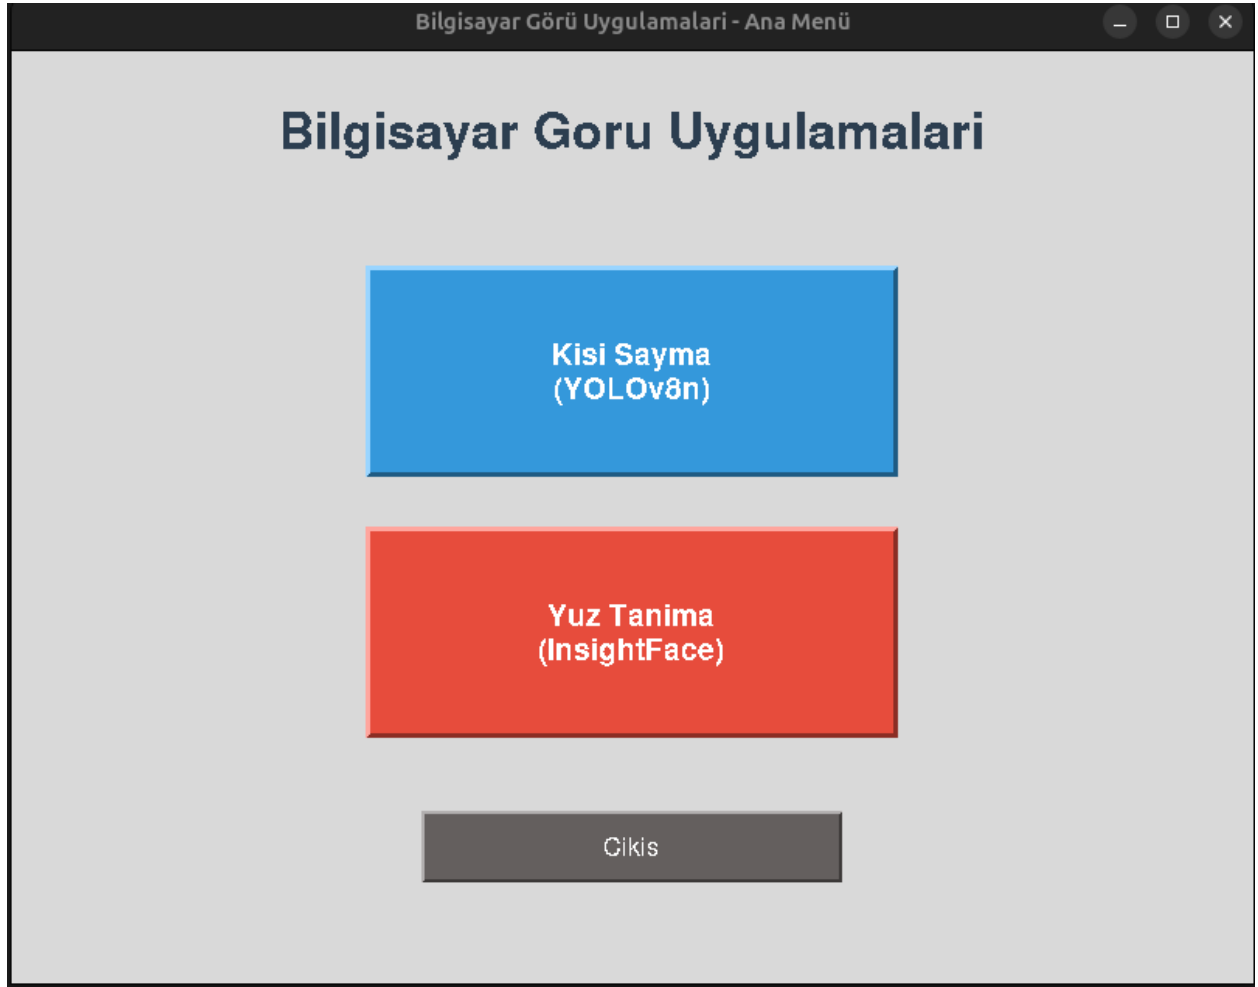 Bilgisayar Görü Uygulamalari - Ana Menü
Bilgisayar Goru Uygulamalari
Kisi Sayma
(YOLOv8n)
Yuz Tanima
(InsightFace)
Cikis